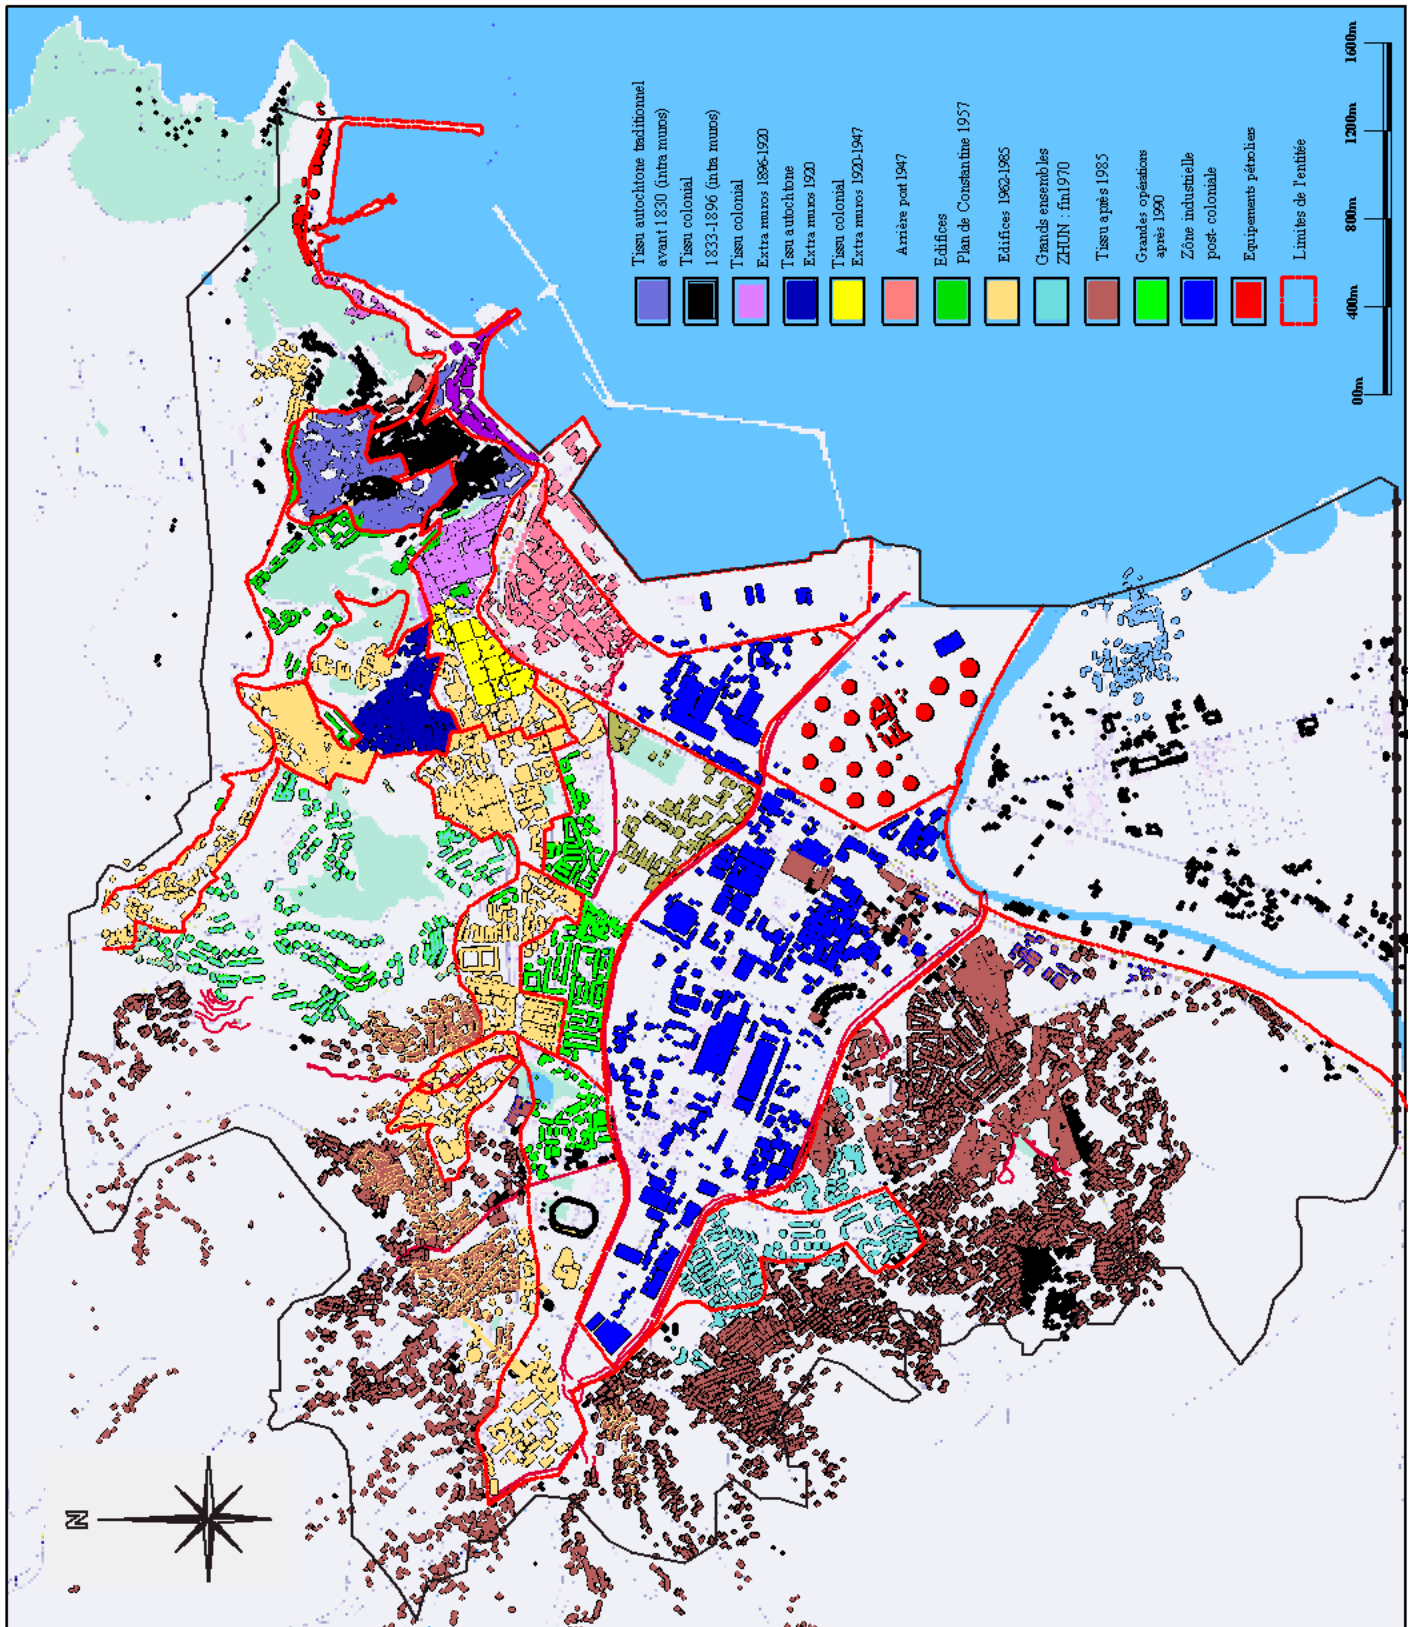 N
Tissu autochtone traditionnel
avant 1830 (intra muros)
Tissu colonial
1833-1896 (intra muros)
Tissu colonial
Extra muros 1896-1920
Tissu autochtone
Extra muros 1920
Tissu colonial
Extra muros 1920-1947
Arrière port 1947
Edifices
Plan de Constantine 1957
Edifices 1962-1985
Grands ensembles
ZHUN : fin1970
Tissu après 1985
Grandes opérations
après 1990
Zône industrielle
post- coloniale
Equipements pétroliers
Limites de l'entitée
00m 400m 800m 1200m 1600m